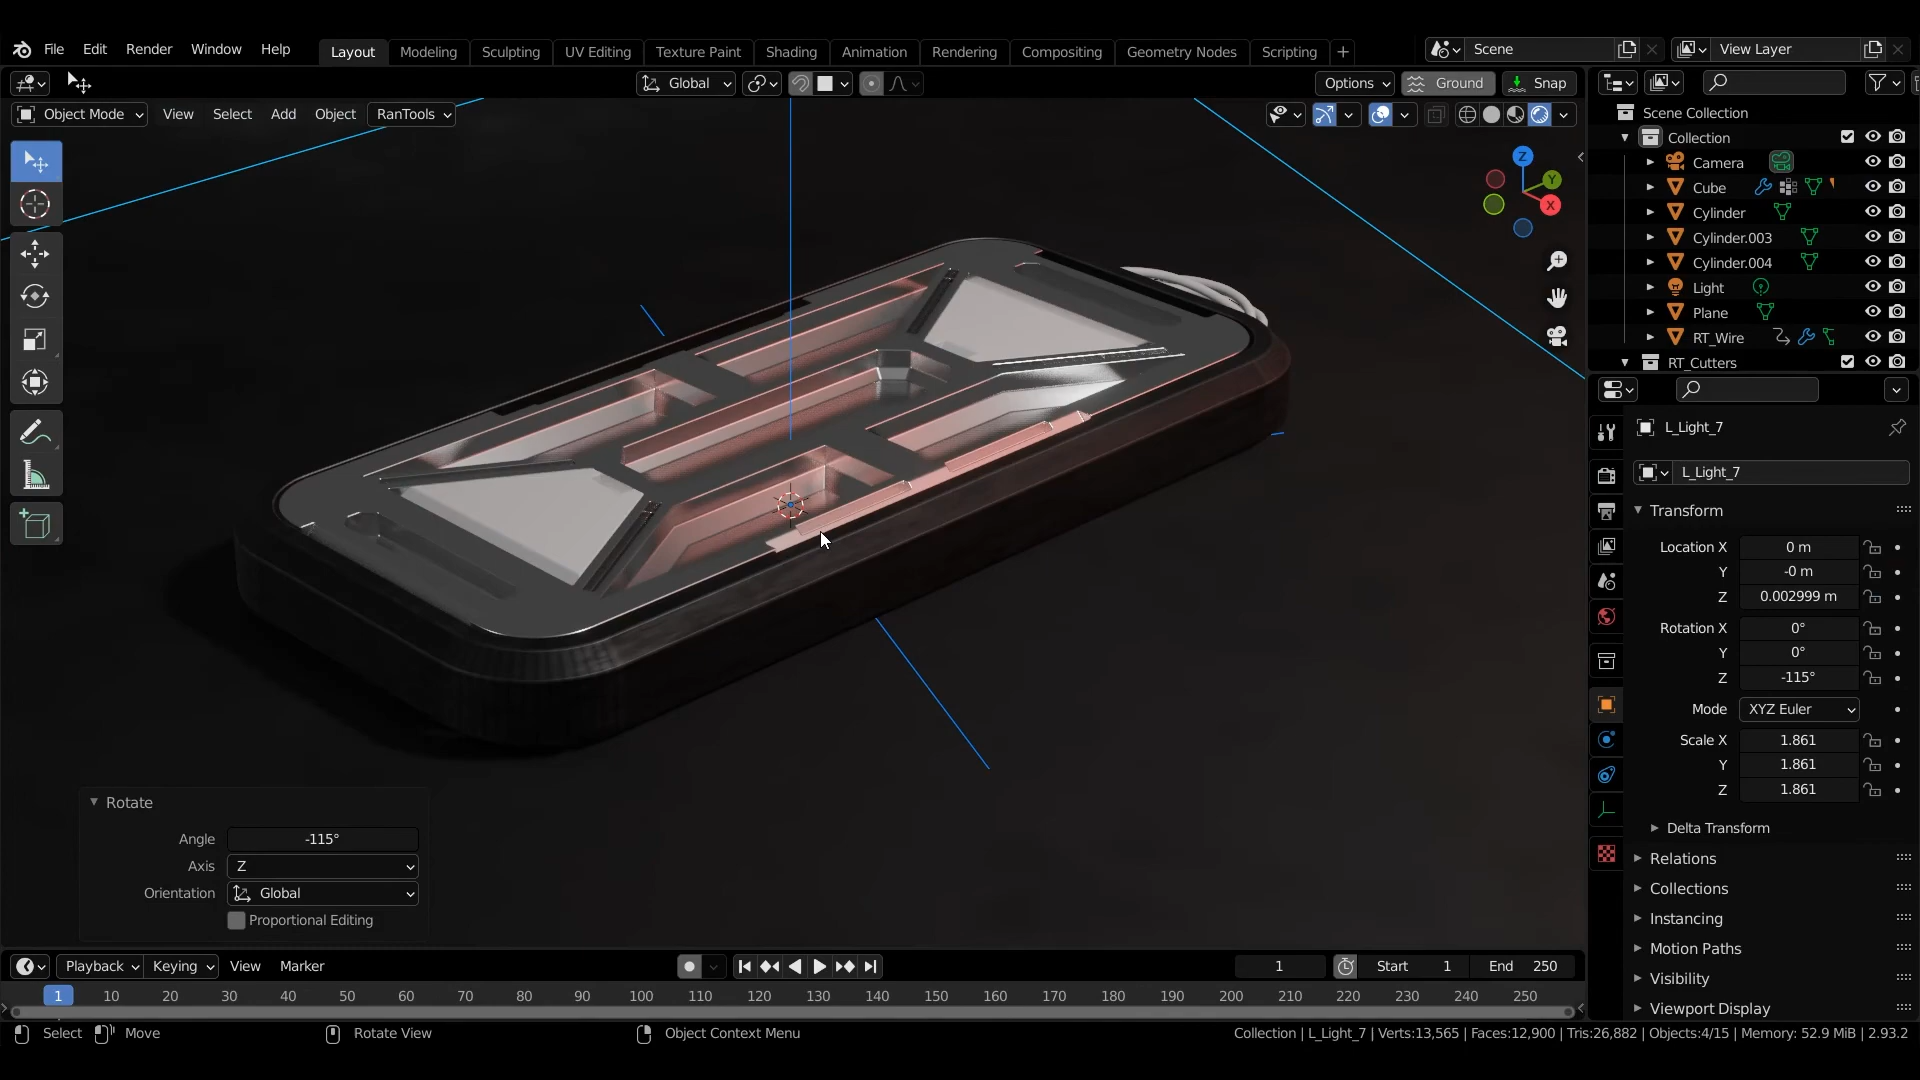 File Edit Render Window Help Layout Modeling Sculpting UV Editing Texture Paint Shading Animation Rendering Compositing Geometry Nodes Scripting Scene View Layer
Global Options Ground Snap
Object Mode View Select Add Object RanTools
Scene Collection
Collection
Camera
Cube
Cylinder
Cylinder.003
Cylinder.004
Light
Plane
RT_Wire
RT_Cutters
Z
Y
X
L_Light_7
L_Light_7
Transform
Location X 0 m
Y -0 m
Z 0.002999 m
Rotation X 0°
Y 0°
Z -115°
Mode XYZ Euler
Scale X 1.861
Y 1.861
Z 1.861
Delta Transform
Relations
Collections
Instancing
Motion Paths
Visibility
Viewport Display
Rotate
Angle -115°
Axis Z
Orientation Global
Proportional Editing
Playback Keying View Marker 1 Start 1 End 250
1 10 20 30 40 50 60 70 80 90 100 110 120 130 140 150 160 170 180 190 200 210 220 230 240 250
Select Move Rotate View Object Context Menu Collection | L_Light_7 | Verts:13,565 | Faces:12,900 | Tris:26,882 | Objects:4/15 | Memory: 52.9 MiB | 2.93.2